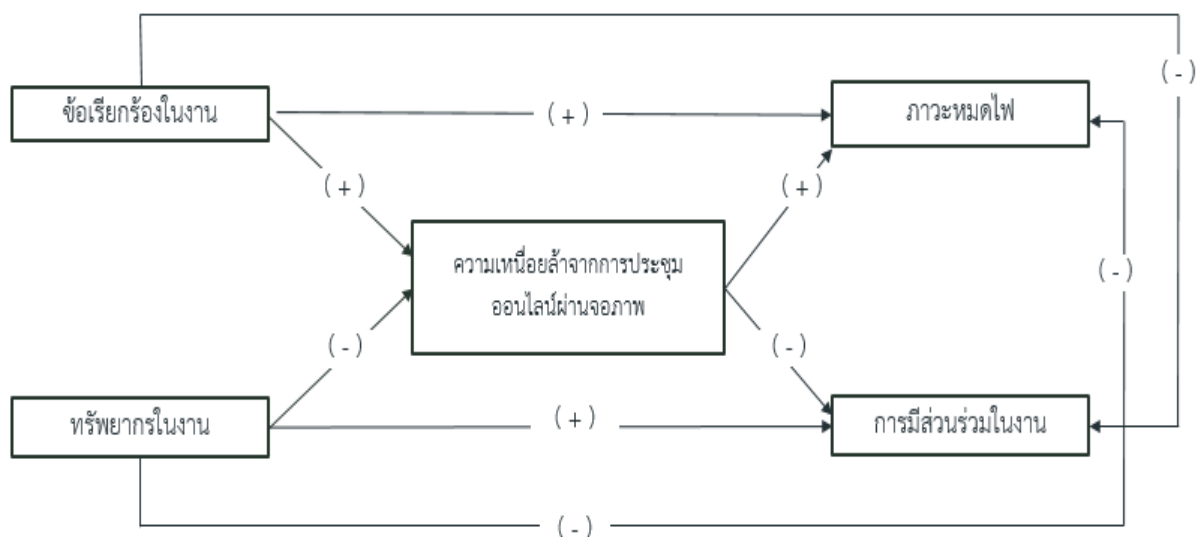 ( - )
ข้อเรียกร้องในงาน
( + )
ภาวะหมดไฟ
( + )
( + )
ความเหนื่อยล้าจากการประชุม
ออนไลน์ผ่านจอภาพ
( - )
( - )
( - )
ทรัพยากรในงาน
( + )
การมีส่วนร่วมในงาน
( - )